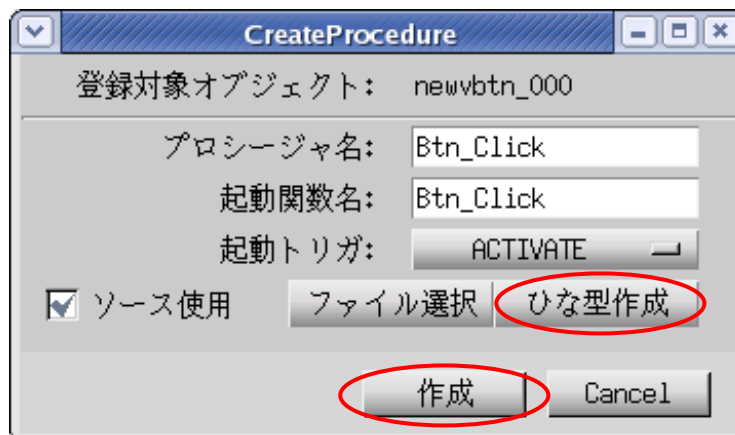 CreateProcedure
登録対象オブジェクト: newvbtn_000
プロシージャ名: Btn_Click
起動関数名: Btn_Click
起動トリガ: ACTIVATE
ソース使用 ファイル選択 ひな型作成
作成 Cancel